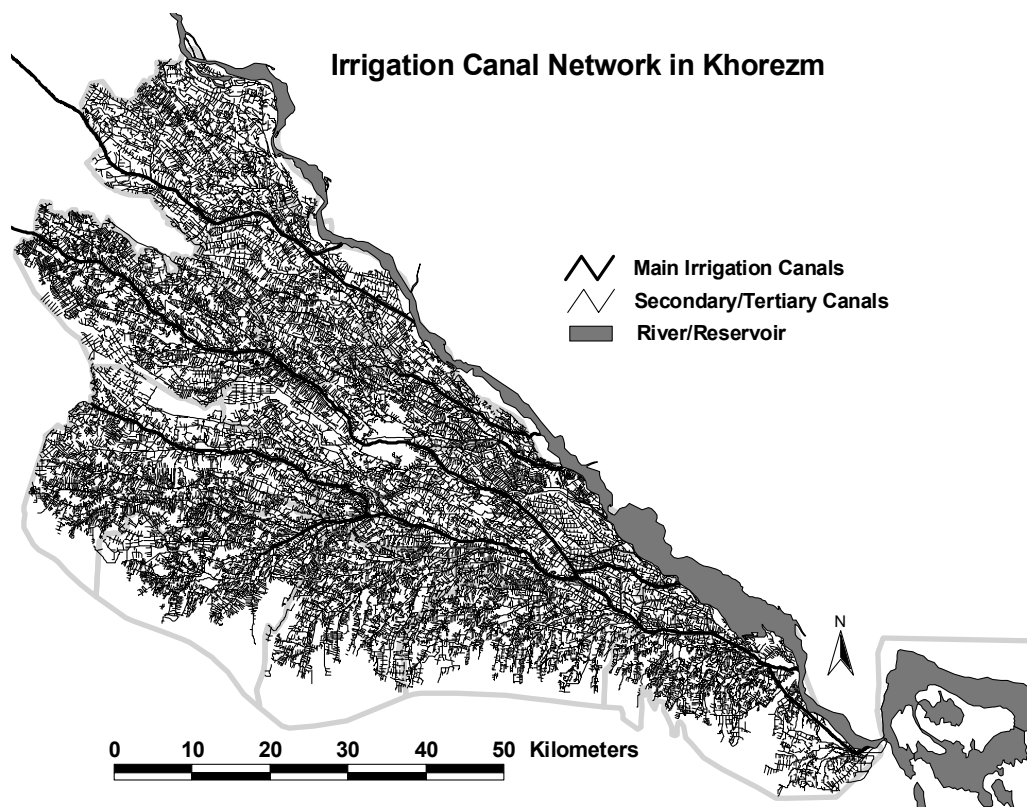 Irrigation Canal Network in Khorezm
Main Irrigation Canals
Secondary/Tertiary Canals
River/Reservoir
N
0 10 20 30 40 50 Kilometers